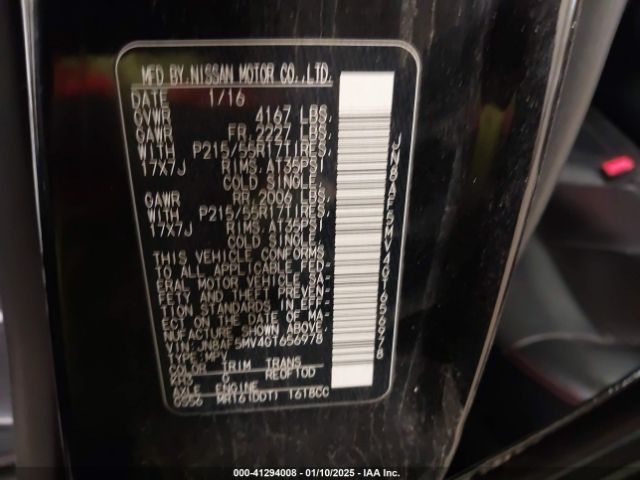 MFD BY.NISSAN MOTOR CO.,LTD.
DATE 1/16
GVWR 4167 LBS.
GAWR FR. 2227 LBS.
WITH P215/55R17TIRES,
17X7J RIMS, AT35PSI
COLD SINGLE.
GAWR RR. 2006 LBS.
WITH P215/55R17TIRES,
17X7J RIMS, AT35PSI
COLD SINGLE.
THIS VEHICLE CONFORMS
TO ALL APPLICABLE FED-
ERAL MOTOR VEHICLE SA-
FETY AND THEFT PREVEN-
TION STANDARDS IN EFF-
ECT ON THE DATE OF MA-
NUFACTURE SHOWN ABOVE.
V.I.N.:JN8AF5MV4GT656978
TYPE:MPV
COLOR TRIM TRANS
KH3 G RE0F10D
AXLE ENGINE
MR16(DDT) 1618CC
JN8AF5MV4GT656978
000-41294008 - 01/10/2025 - IAA Inc.